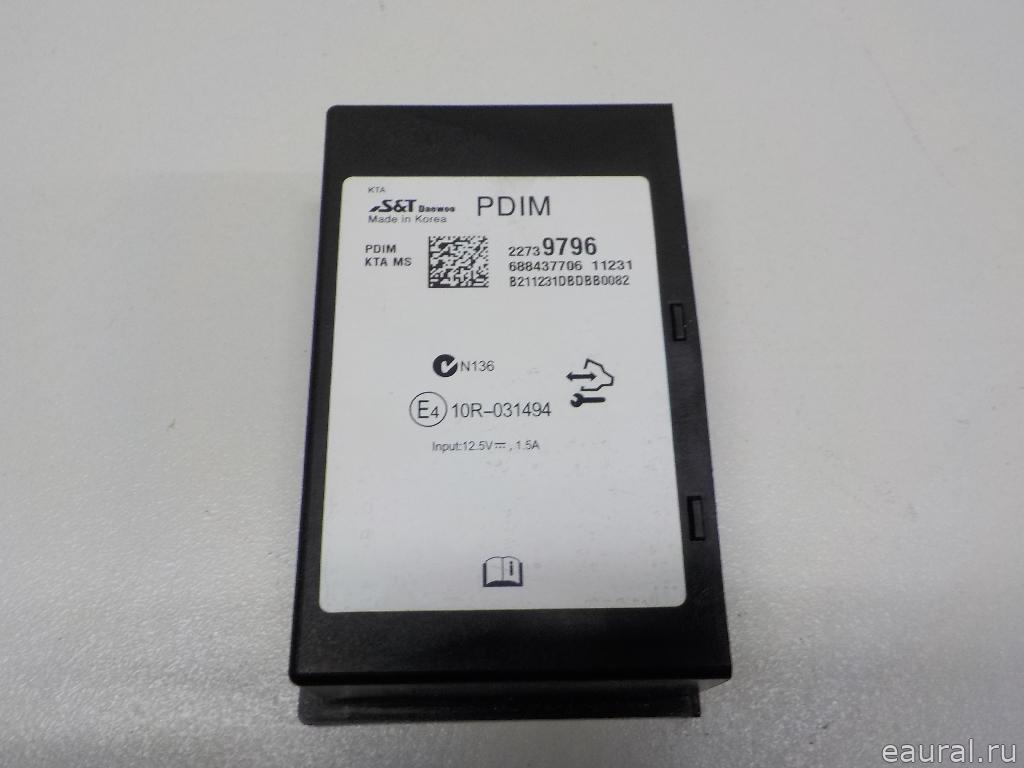 KTA
S&T Daewoo PDIM
Made in Korea
PDIM
KTA MS
22739796
688437706 11231
B211231DBDBB0082
N136
E4 10R-031494
Input:12.5V⎓, 1.5A
i
eaural.ru